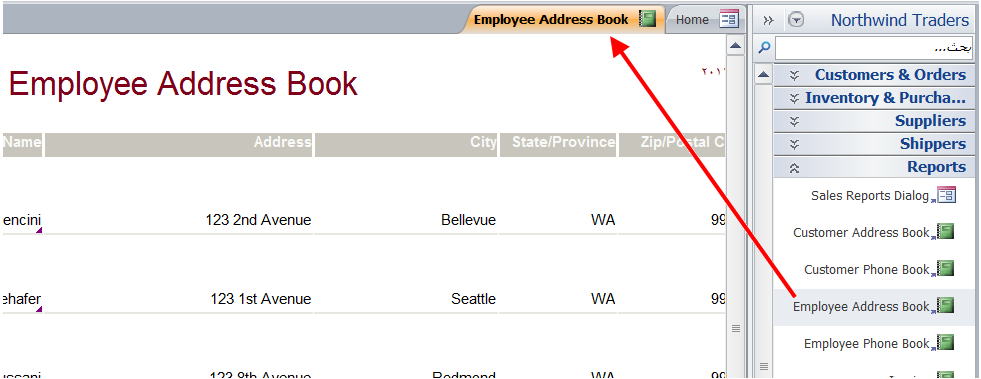 Employee Address Book
Home
Northwind Traders
بحث...
Employee Address Book
Name
Address
City
State/Province
Zip/Postal C
encini
123 2nd Avenue
Bellevue
WA
99
ehafer
123 1st Avenue
Seattle
WA
99
ussani
123 8th Avenue
Redmond
WA
99
Customers & Orders
Inventory & Purcha...
Suppliers
Shippers
Reports
Sales Reports Dialog
Customer Address Book
Customer Phone Book
Employee Address Book
Employee Phone Book